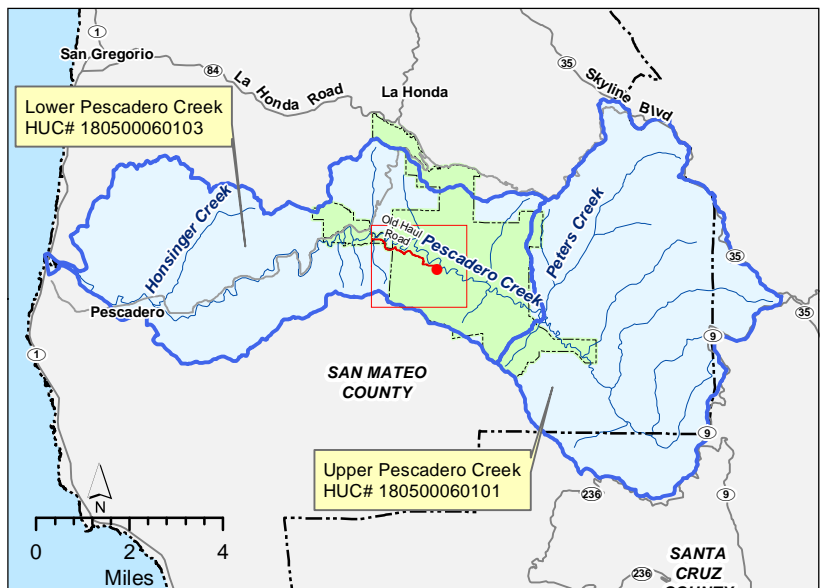 1
San Gregorio
84
La Honda Road
La Honda
35
Skyline Blvd
Lower Pescadero Creek
HUC# 180500060103
Honsinger Creek
Old Haul
Road
Pescadero Creek
Peters Creek
35
Pescadero
35
1
9
SAN MATEO
COUNTY
9
Upper Pescadero Creek
HUC# 180500060101
236
9
N
0 2 4
Miles
236
SANTA
CRUZ
COUNTY